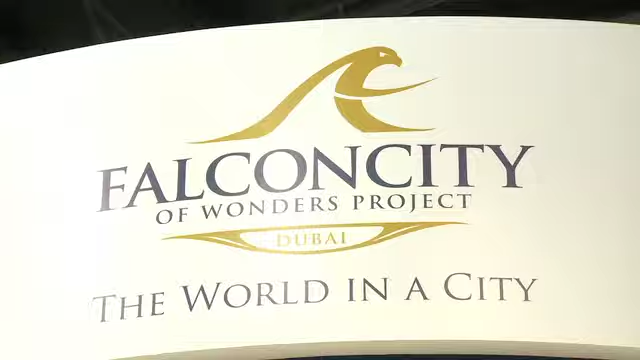 FALCONCITY
OF WONDERS PROJECT
DUBAI
THE WORLD IN A CITY